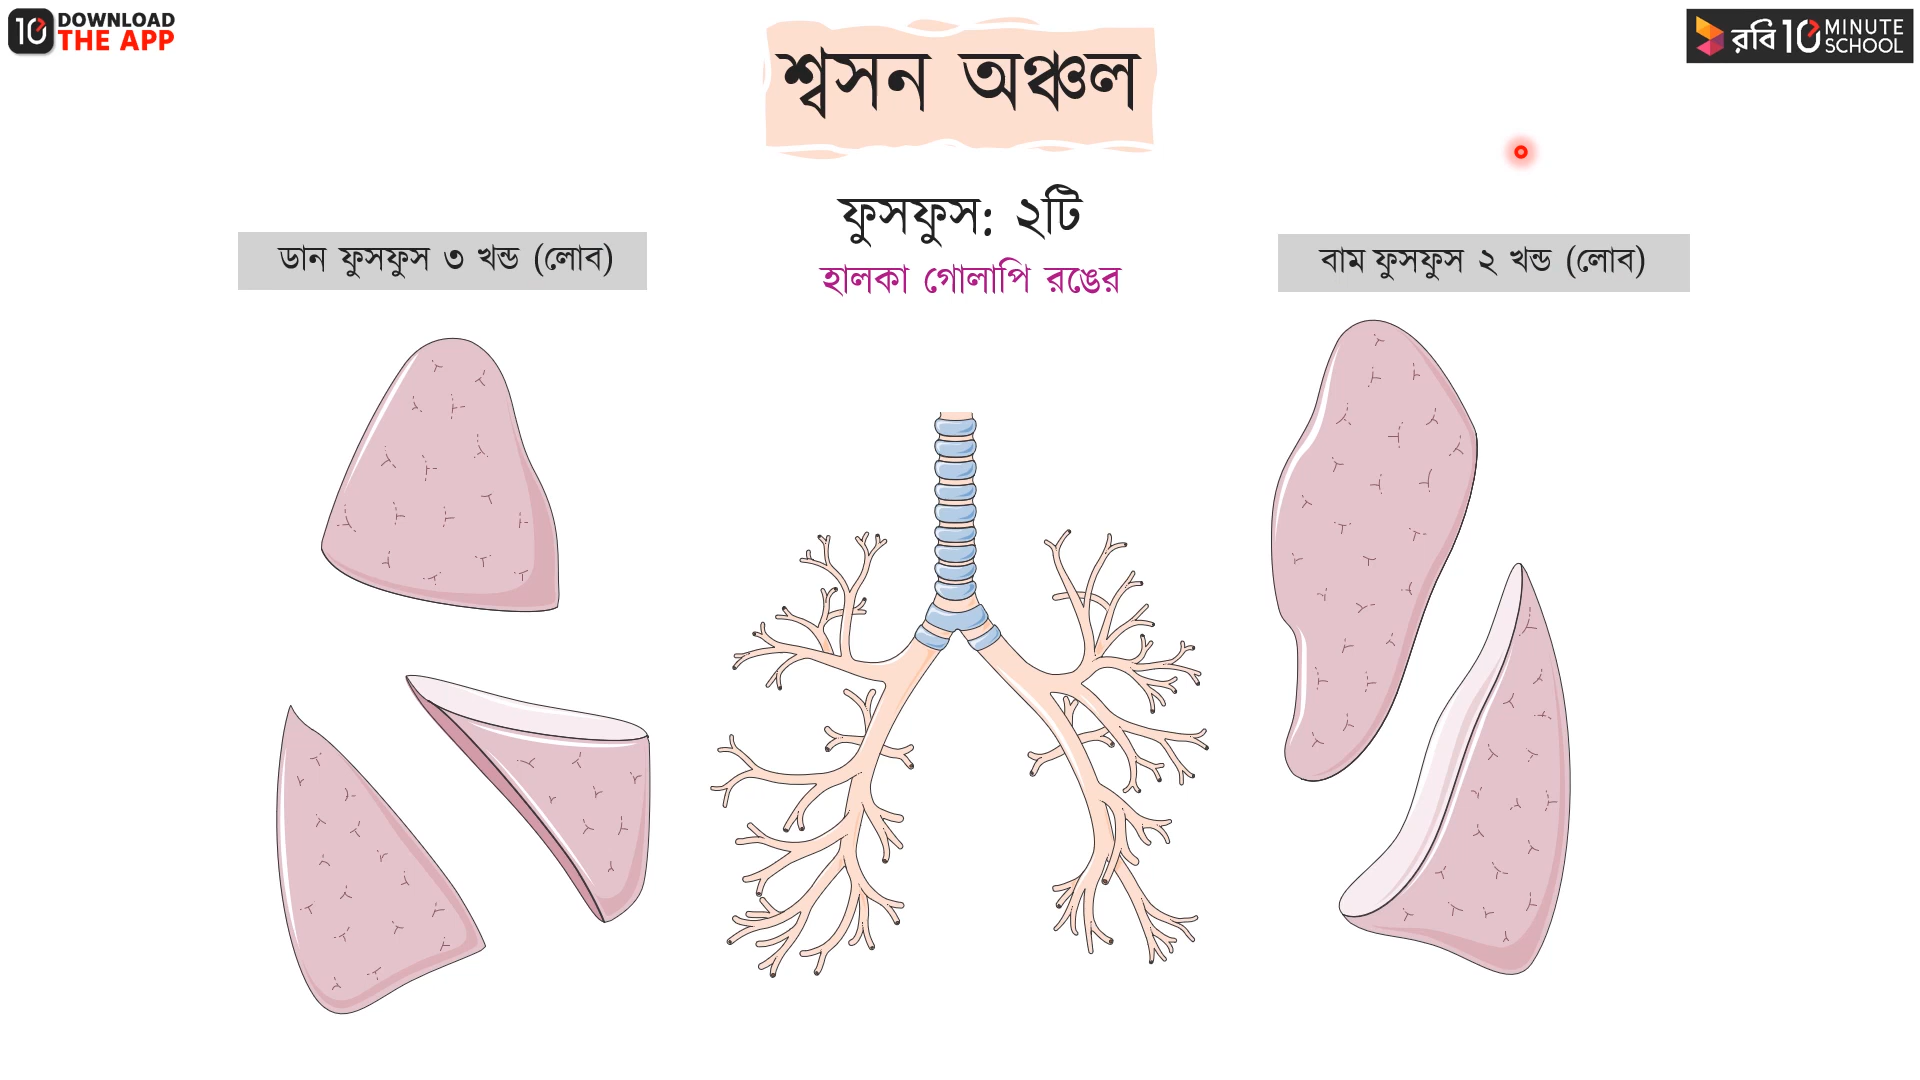 10 DOWNLOAD
THE APP
রবি 10 MINUTE
SCHOOL
শ্বসন অঞ্চল
ফুসফুস: ২টি
হালকা গোলাপি রঙের
ডান ফুসফুস ৩ খন্ড (লোব)
বাম ফুসফুস ২ খন্ড (লোব)